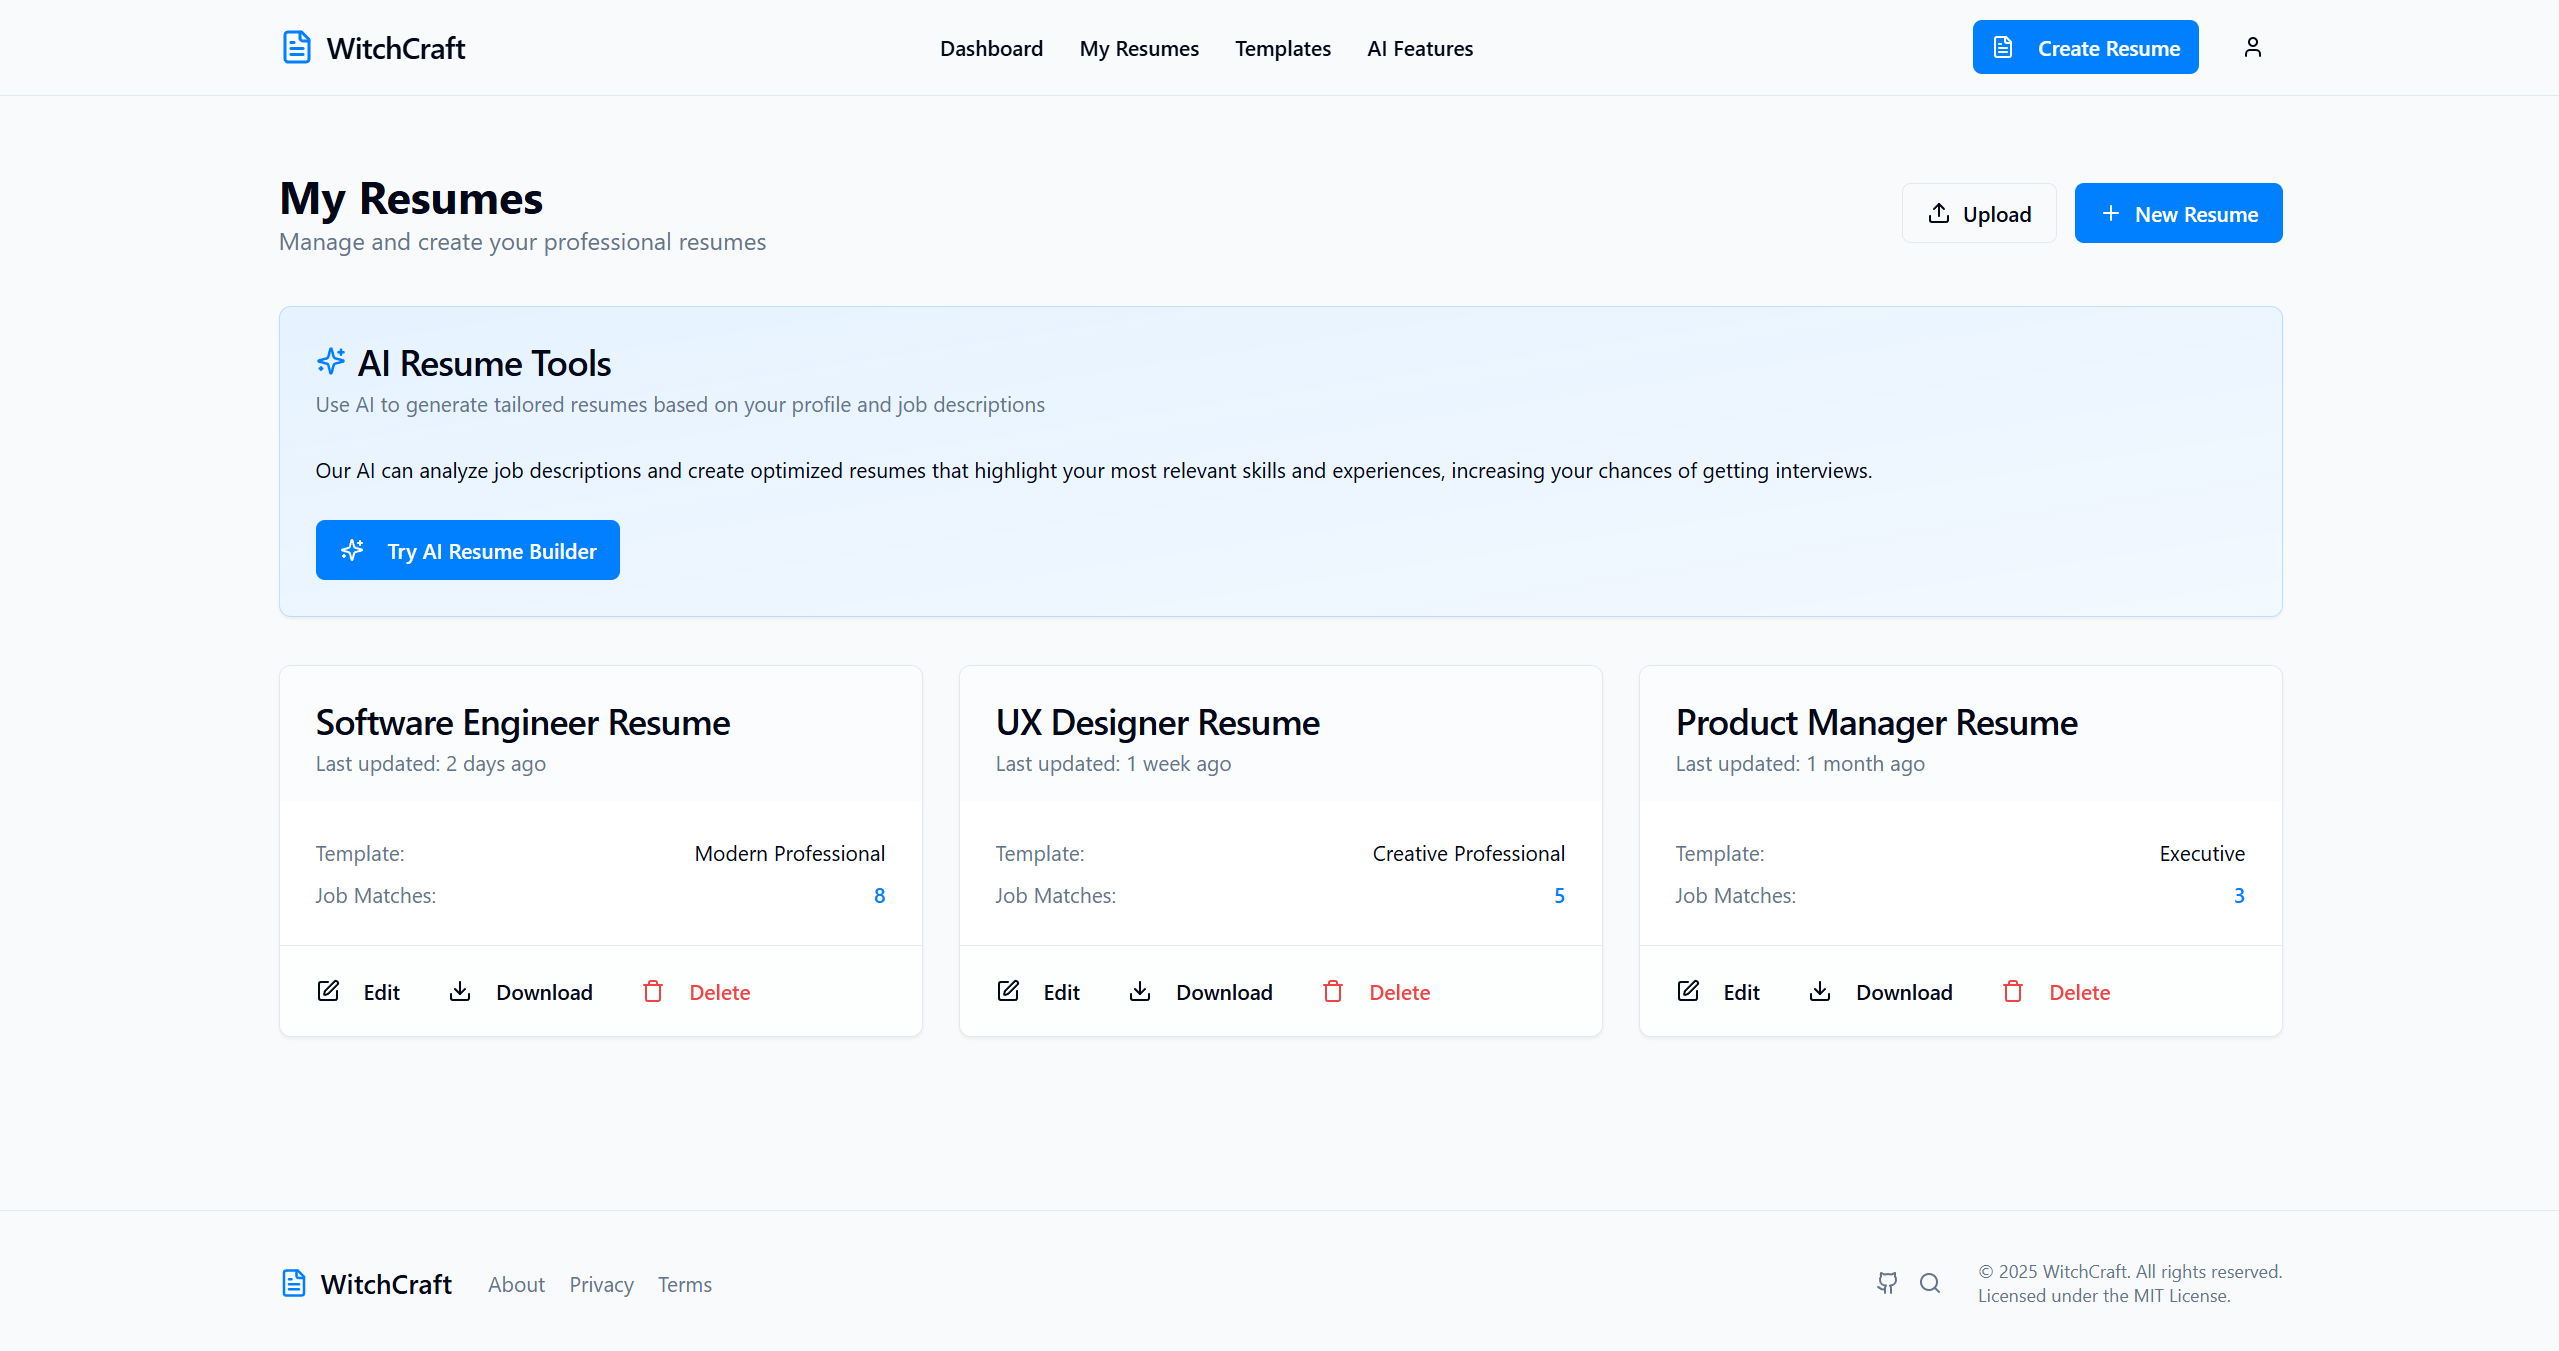 WitchCraft
Dashboard My Resumes Templates AI Features
Create Resume
My Resumes
Manage and create your professional resumes
Upload
New Resume
AI Resume Tools
Use AI to generate tailored resumes based on your profile and job descriptions
Our AI can analyze job descriptions and create optimized resumes that highlight your most relevant skills and experiences, increasing your chances of getting interviews.
Try AI Resume Builder
Software Engineer Resume
Last updated: 2 days ago
Template: Modern Professional
Job Matches: 8
Edit Download Delete
UX Designer Resume
Last updated: 1 week ago
Template: Creative Professional
Job Matches: 5
Edit Download Delete
Product Manager Resume
Last updated: 1 month ago
Template: Executive
Job Matches: 3
Edit Download Delete
WitchCraft
About Privacy Terms
© 2025 WitchCraft. All rights reserved.
Licensed under the MIT License.